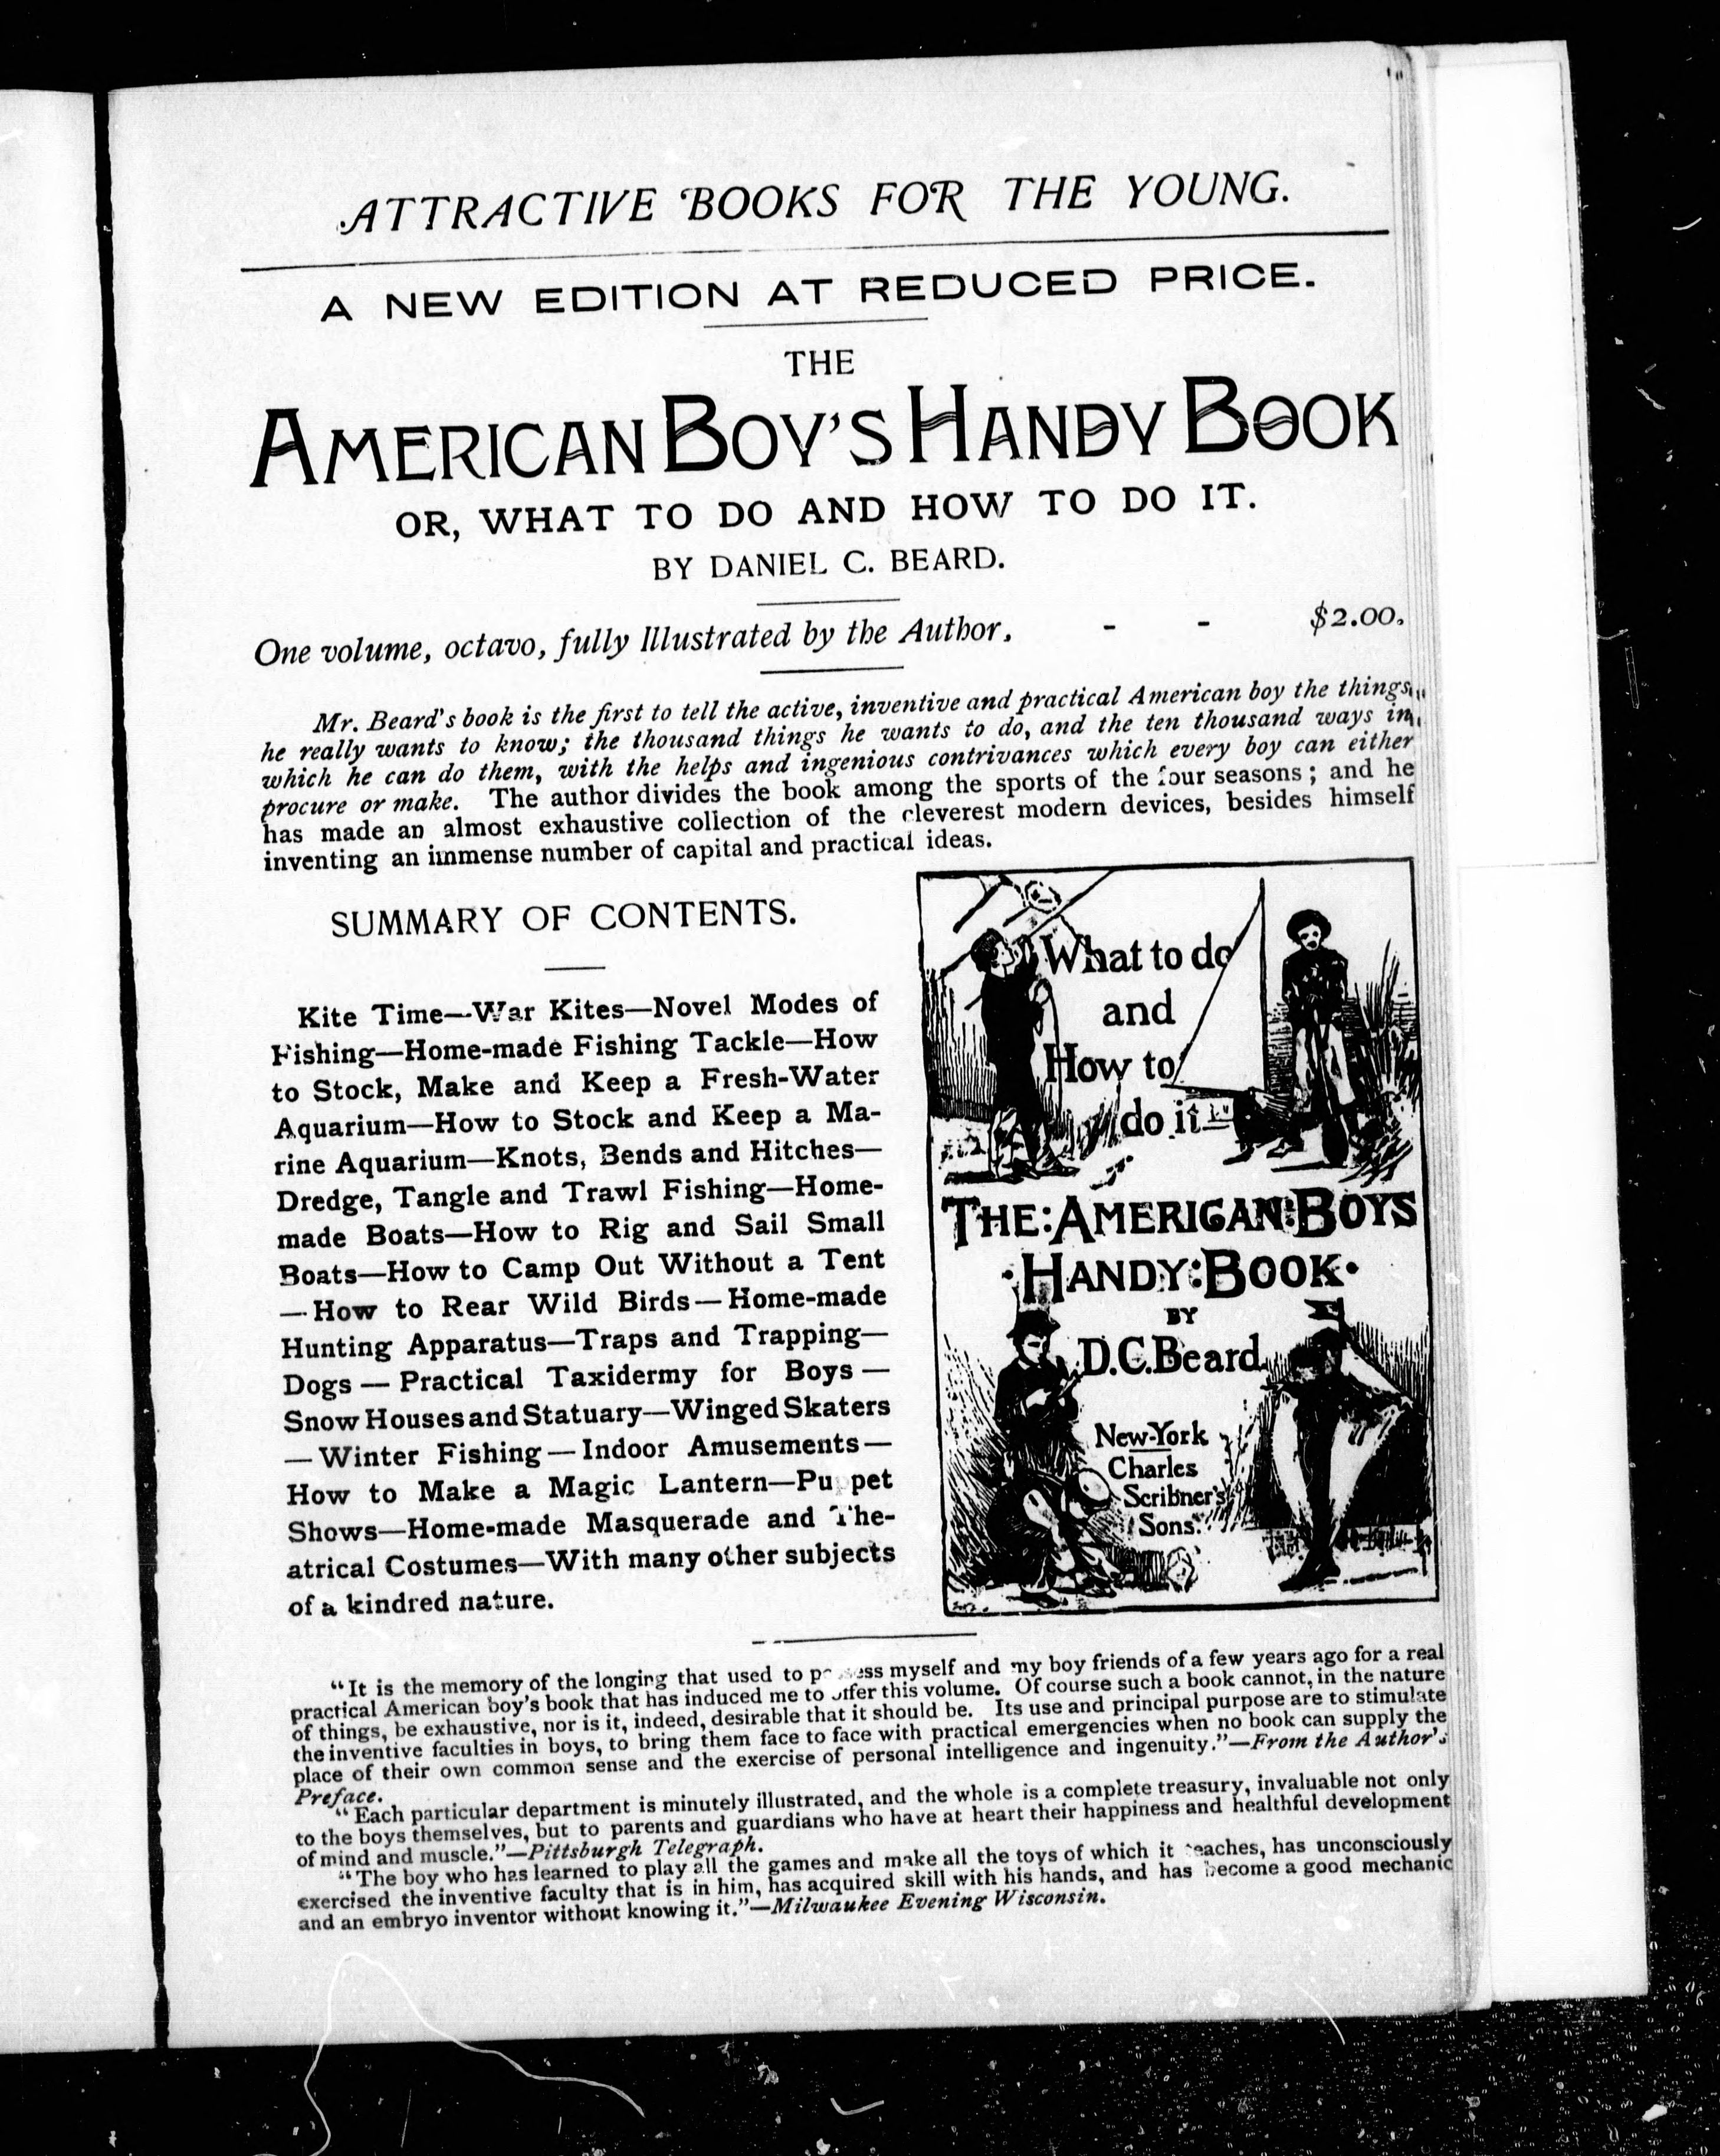 ATTRACTIVE BOOKS FOR THE YOUNG.
A NEW EDITION AT REDUCED PRICE.
THE
AMERICAN BOY'S HANDY BOOK
OR, WHAT TO DO AND HOW TO DO IT.
BY DANIEL C. BEARD.
One volume, octavo, fully Illustrated by the Author, - - $2.00.
Mr. Beard's book is the first to tell the active, inventive and practical American boy the things
he really wants to know; the thousand things he wants to do, and the ten thousand ways in
which he can do them, with the helps and ingenious contrivances which every boy can either
procure or make. The author divides the book among the sports of the four seasons; and he
has made an almost exhaustive collection of the cleverest modern devices, besides himself
inventing an immense number of capital and practical ideas.
SUMMARY OF CONTENTS.
Kite Time—War Kites—Novel Modes of
Fishing—Home-made Fishing Tackle—How
to Stock, Make and Keep a Fresh-Water
Aquarium—How to Stock and Keep a Ma-
rine Aquarium—Knots, Bends and Hitches—
Dredge, Tangle and Trawl Fishing—Home-
made Boats—How to Rig and Sail Small
Boats—How to Camp Out Without a Tent
—How to Rear Wild Birds—Home-made
Hunting Apparatus—Traps and Trapping—
Dogs — Practical Taxidermy for Boys —
Snow Houses and Statuary—Winged Skaters
— Winter Fishing — Indoor Amusements —
How to Make a Magic Lantern—Puppet
Shows—Home-made Masquerade and The-
atrical Costumes—With many other subjects
of a kindred nature.
What to do
and
How to
do it
THE:AMERICAN:BOYS
·HANDY:BOOK·
BY
D.C.Beard
New-York
Charles
Scribner's
Sons.
"It is the memory of the longing that used to possess myself and my boy friends of a few years ago for a real
practical American boy's book that has induced me to offer this volume. Of course such a book cannot, in the nature
of things, be exhaustive, nor is it, indeed, desirable that it should be. Its use and principal purpose are to stimulate
the inventive faculties in boys, to bring them face to face with practical emergencies when no book can supply the
place of their own common sense and the exercise of personal intelligence and ingenuity."—From the Author's
Preface.
"Each particular department is minutely illustrated, and the whole is a complete treasury, invaluable not only
to the boys themselves, but to parents and guardians who have at heart their happiness and healthful development
of mind and muscle."—Pittsburgh Telegraph.
"The boy who has learned to play all the games and make all the toys of which it teaches, has unconsciously
exercised the inventive faculty that is in him, has acquired skill with his hands, and has become a good mechanic
and an embryo inventor without knowing it."—Milwaukee Evening Wisconsin.